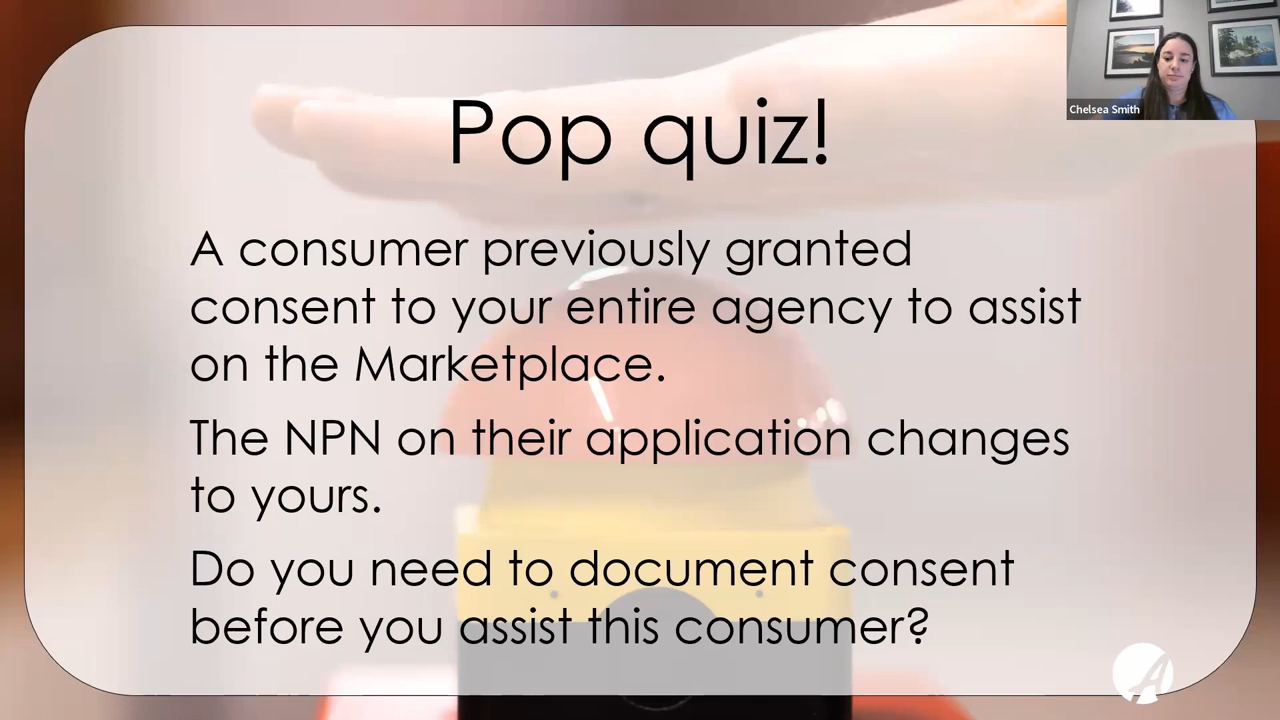 Pop quiz!
Chelsea Smith
A consumer previously granted
consent to your entire agency to assist
on the Marketplace.
The NPN on their application changes
to yours.
Do you need to document consent
before you assist this consumer?